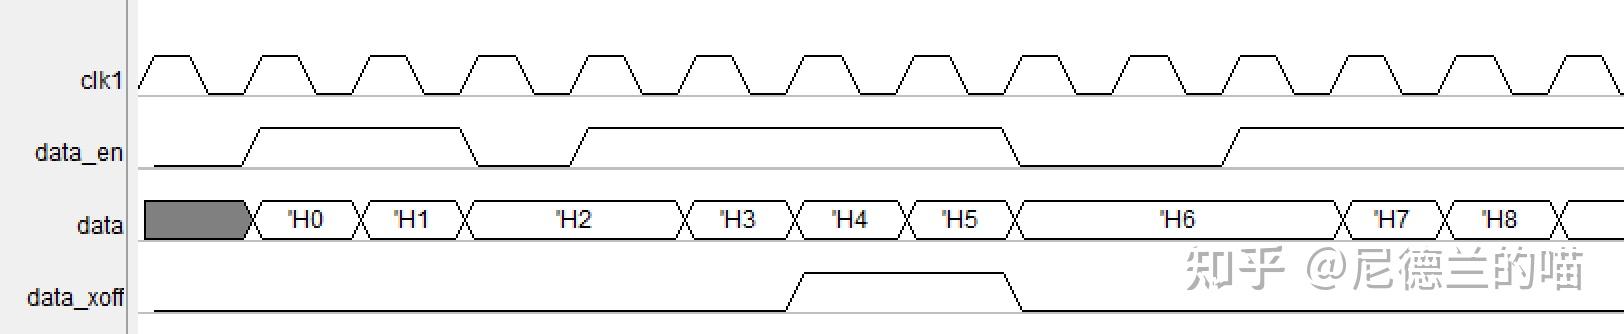 clk1
data_en
data "H0 "H1 "H2 "H3 "H4 "H5 "H6 "H7 "H8
data_xoff
知乎 @尼德兰的喵